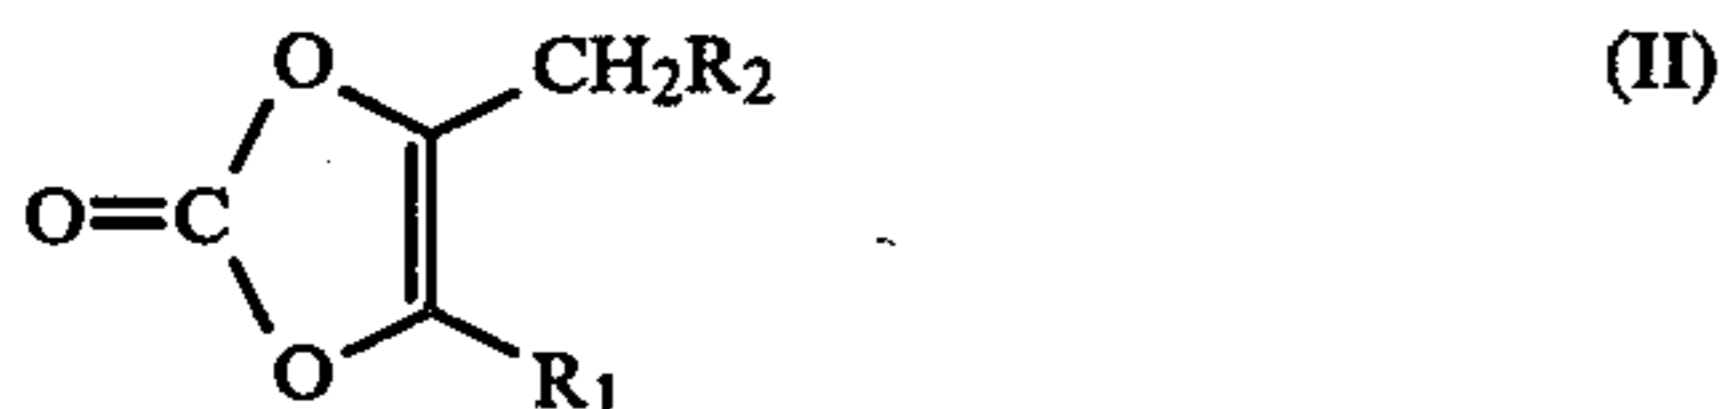 O CH₂R₂ (II)
O=C
O R₁